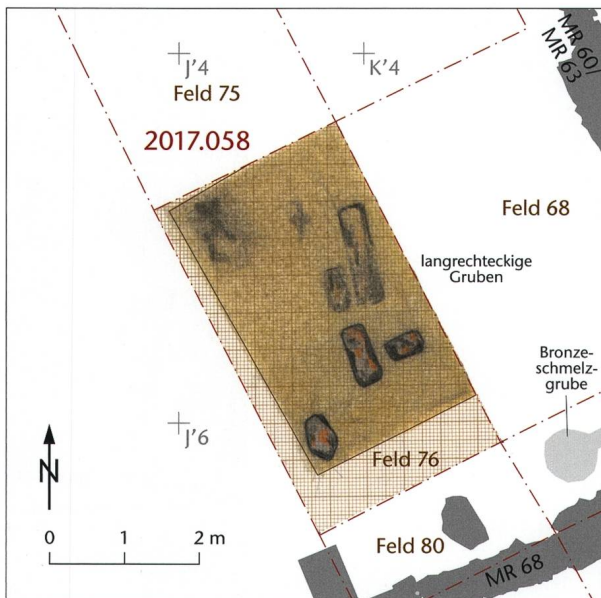 MR 60/
MR 63
J'4
K'4
Feld 75
2017.058
Feld 68
langrechteckige
Gruben
Bronze-
schmelz-
grube
J'6
N
Feld 76
0 1 2 m
Feld 80
MR 68